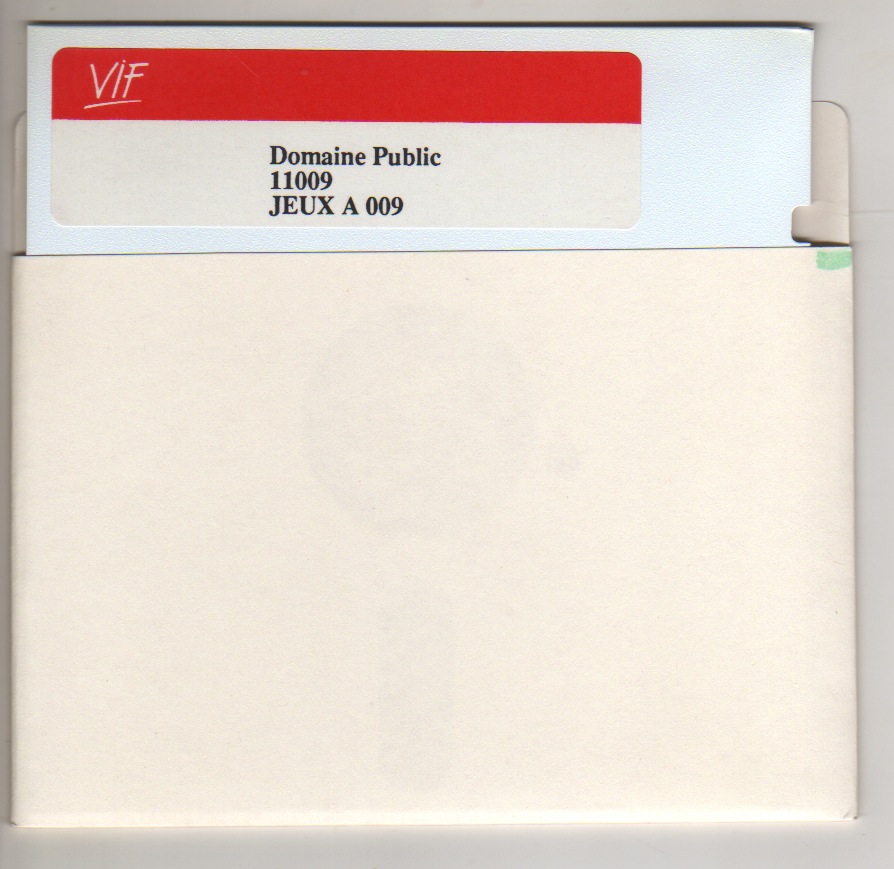 ViF
Domaine Public
11009
JEUX A 009